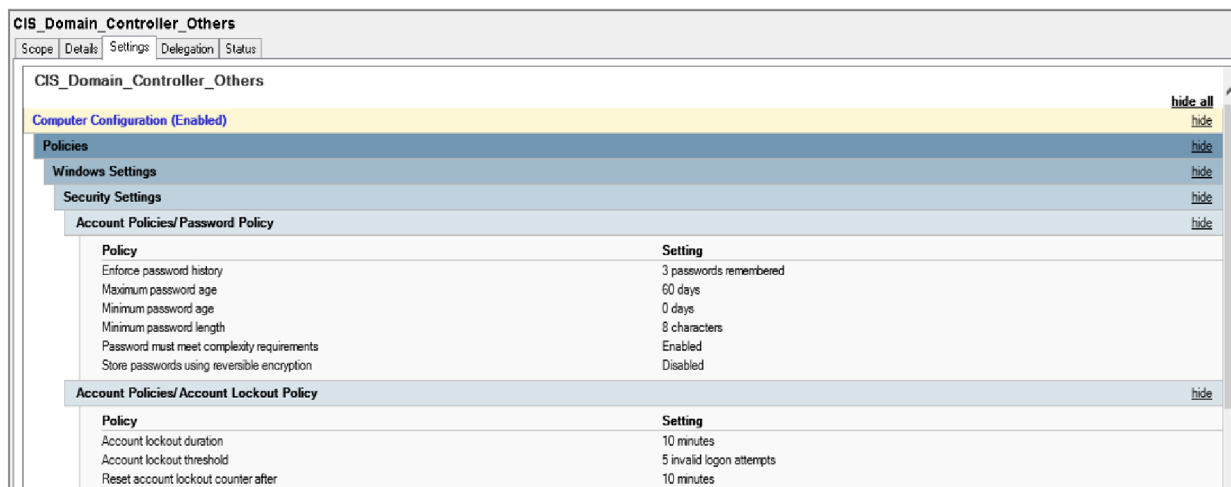 CIS_Domain_Controller_Others
Scope Details Settings Delegation Status
CIS_Domain_Controller_Others
hide all
Computer Configuration (Enabled) hide
Policies hide
Windows Settings hide
Security Settings hide
Account Policies/Password Policy hide
Policy Setting
Enforce password history 3 passwords remembered
Maximum password age 60 days
Minimum password age 0 days
Minimum password length 8 characters
Password must meet complexity requirements Enabled
Store passwords using reversible encryption Disabled
Account Policies/Account Lockout Policy hide
Policy Setting
Account lockout duration 10 minutes
Account lockout threshold 5 invalid logon attempts
Reset account lockout counter after 10 minutes